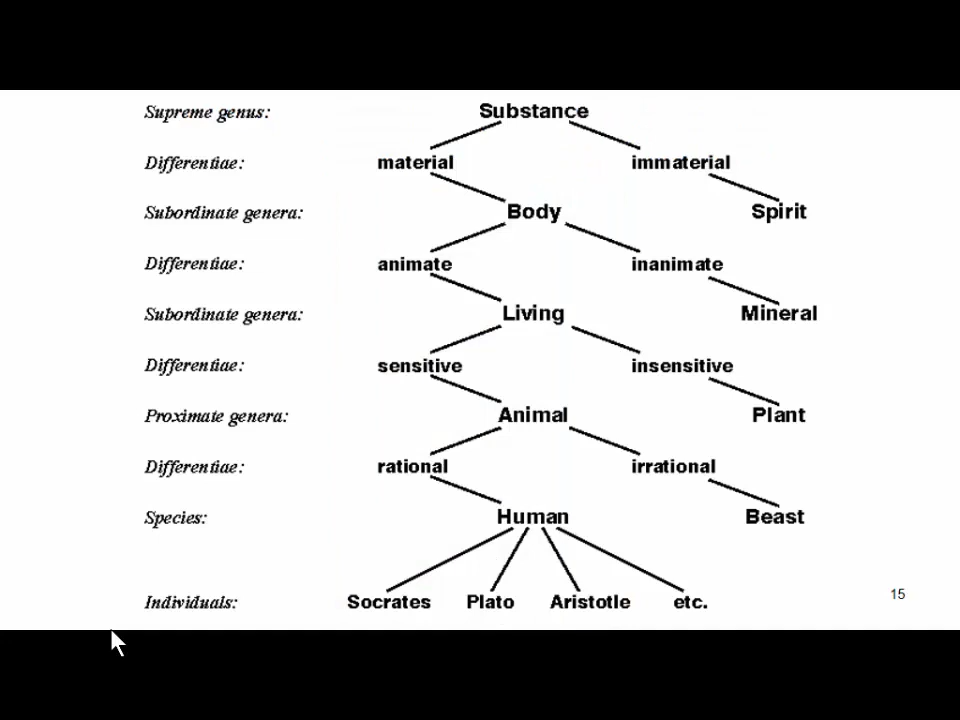 Supreme genus: Substance
Differentiae: material immaterial
Subordinate genera: Body Spirit
Differentiae: animate inanimate
Subordinate genera: Living Mineral
Differentiae: sensitive insensitive
Proximate genera: Animal Plant
Differentiae: rational irrational
Species: Human Beast
Individuals: Socrates Plato Aristotle etc.
15